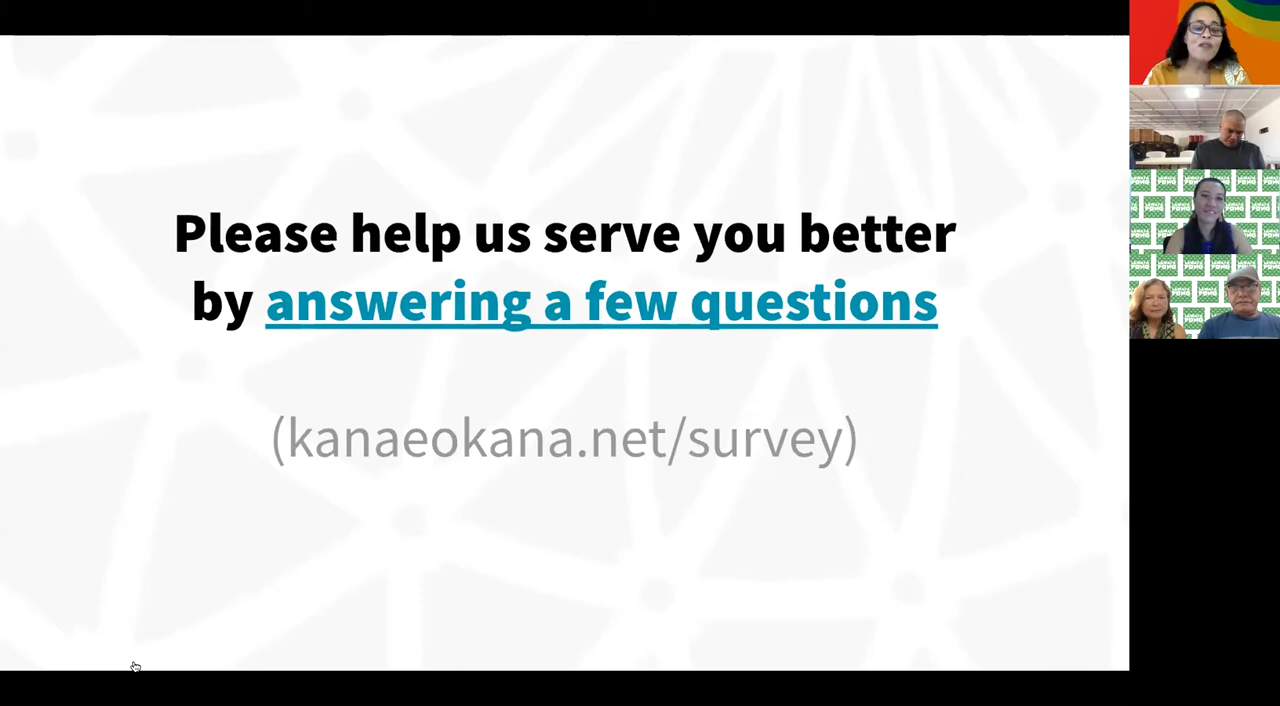 Please help us serve you better
by answering a few questions
(kanaeokana.net/survey)